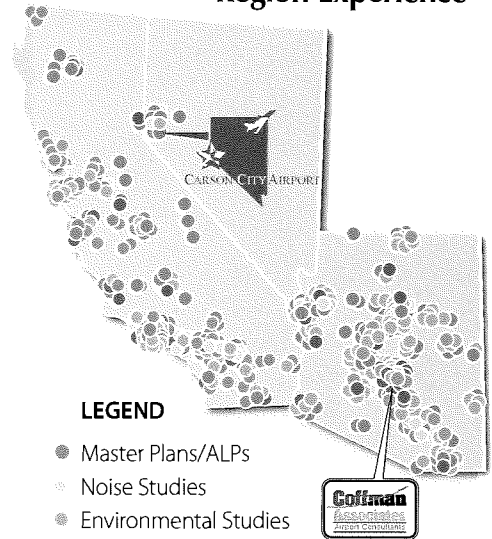 Region Experience
CARSON CITY AIRPORT
LEGEND
Master Plans/ALPs
Noise Studies
Environmental Studies
Coffman
Associates
Airport Consultants